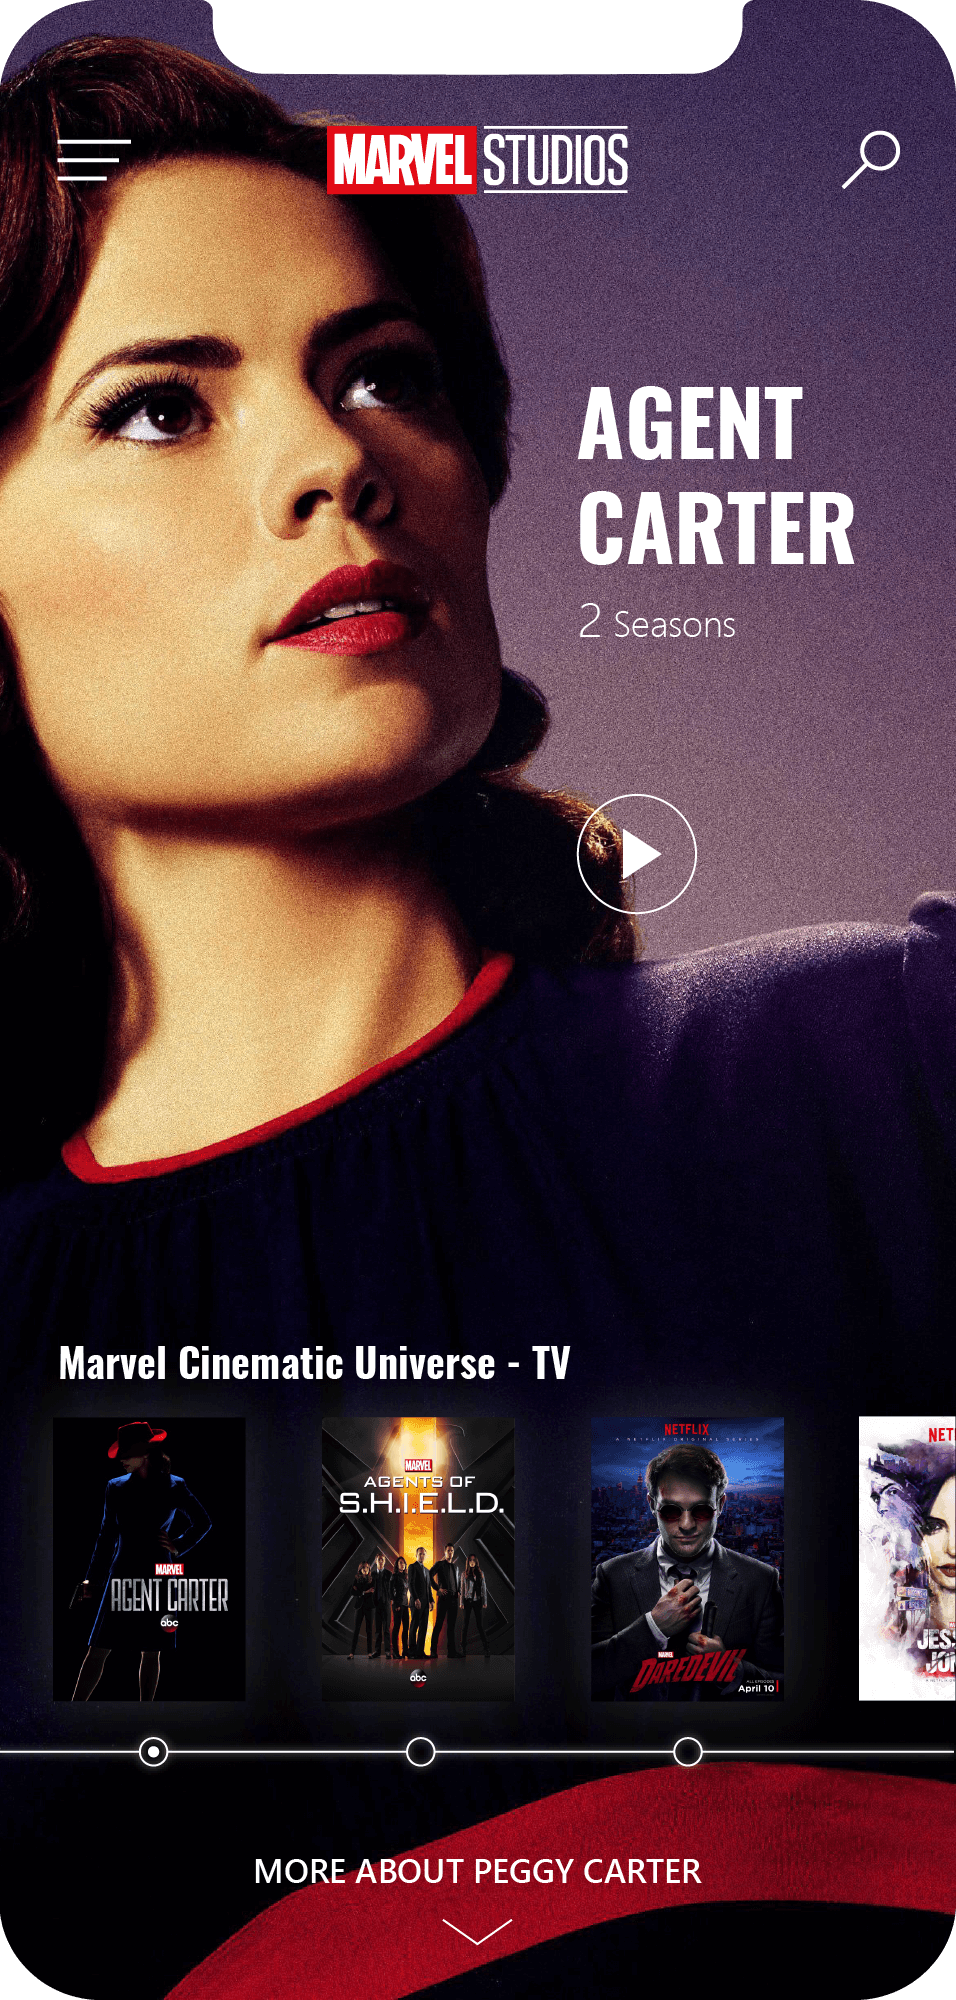 MARVEL STUDIOS
AGENT
CARTER
2 Seasons
Marvel Cinematic Universe - TV
MARVEL
AGENT CARTER
abc
MARVEL
AGENTS OF
S.H.I.E.L.D.
abc
NETFLIX
A NETFLIX ORIGINAL SERIES
MARVEL
DAREDEVIL
ALL EPISODES
April 10
NET
JES
JON
MORE ABOUT PEGGY CARTER